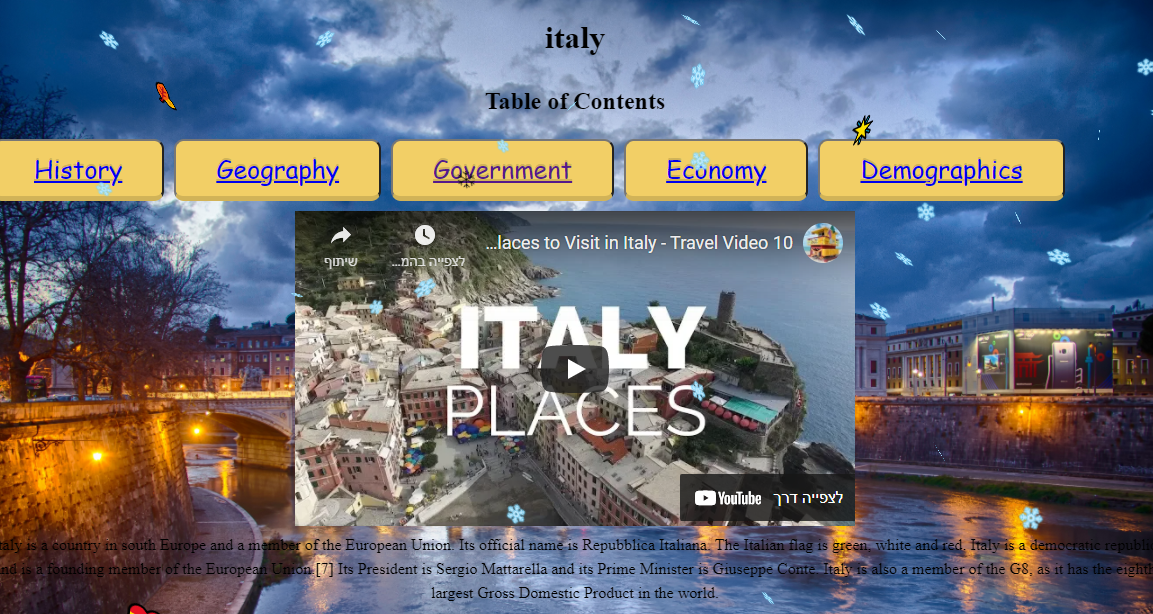 italy
Table of Contents
History Geography Government Economy Demographics
...laces to Visit in Italy - Travel Video 10
שיתוף
לצפייה בהמ...
ITALY
PLACES
לצפייה דרך YouTube
taly is a country in south Europe and a member of the European Union. Its official name is Repubblica Italiana. The Italian flag is green, white and red. Italy is a democratic republi
nd is a founding member of the European Union.[7] Its President is Sergio Mattarella and its Prime Minister is Giuseppe Conte. Italy is also a member of the G8, as it has the eighth
largest Gross Domestic Product in the world.